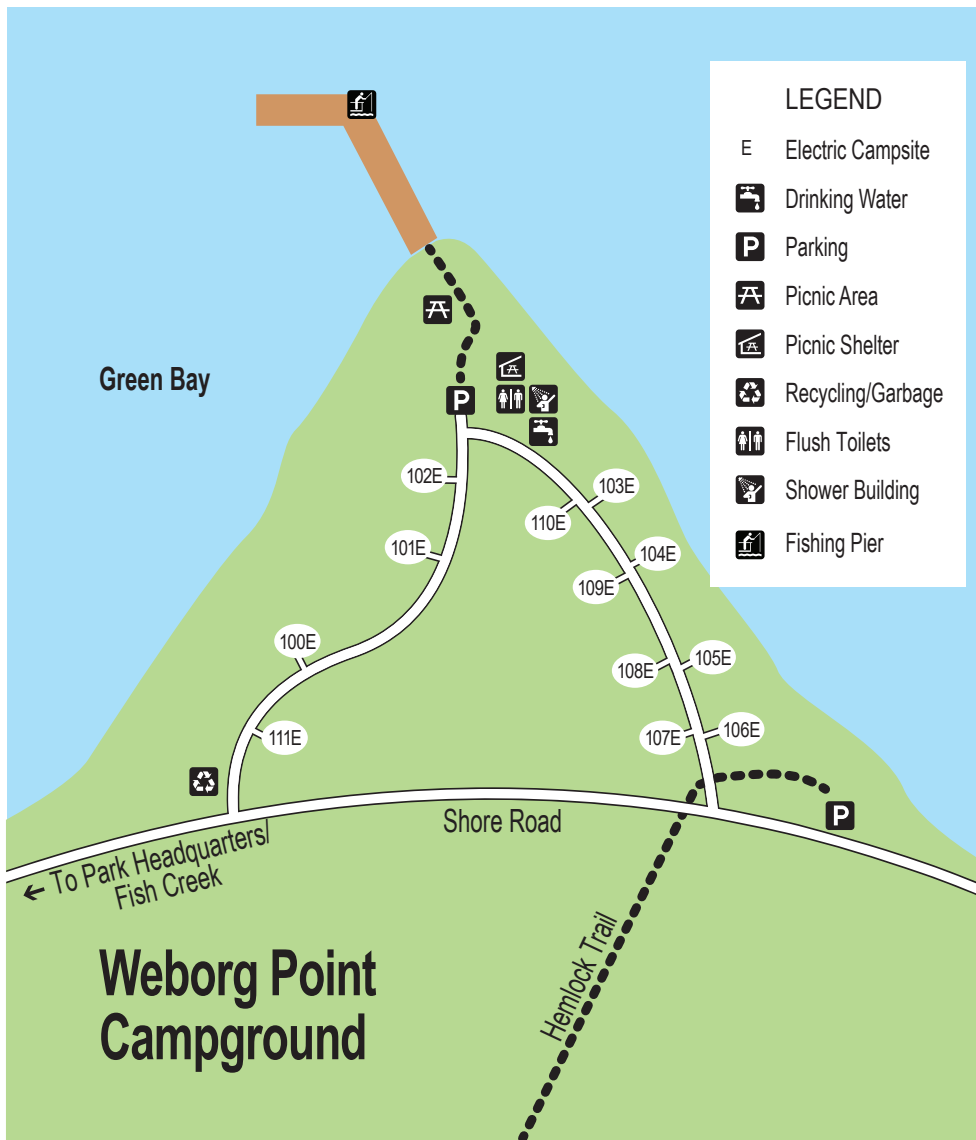 LEGEND
E Electric Campsite
Drinking Water
P Parking
Picnic Area
Picnic Shelter
Recycling/Garbage
Flush Toilets
Shower Building
Fishing Pier
Green Bay
P
102E
103E
110E
101E
104E
109E
100E
108E
105E
111E
107E
106E
P
Shore Road
← To Park Headquarters/
Fish Creek
Hemlock Trail
Weborg Point
Campground